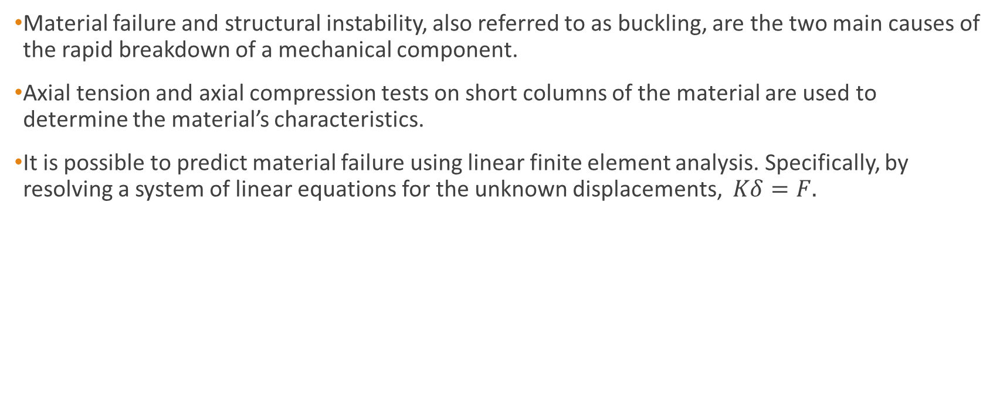 •Material failure and structural instability, also referred to as buckling, are the two main causes of
the rapid breakdown of a mechanical component.
•Axial tension and axial compression tests on short columns of the material are used to
determine the material’s characteristics.
•It is possible to predict material failure using linear finite element analysis. Specifically, by
resolving a system of linear equations for the unknown displacements, 𝐾𝛿 = 𝐹.